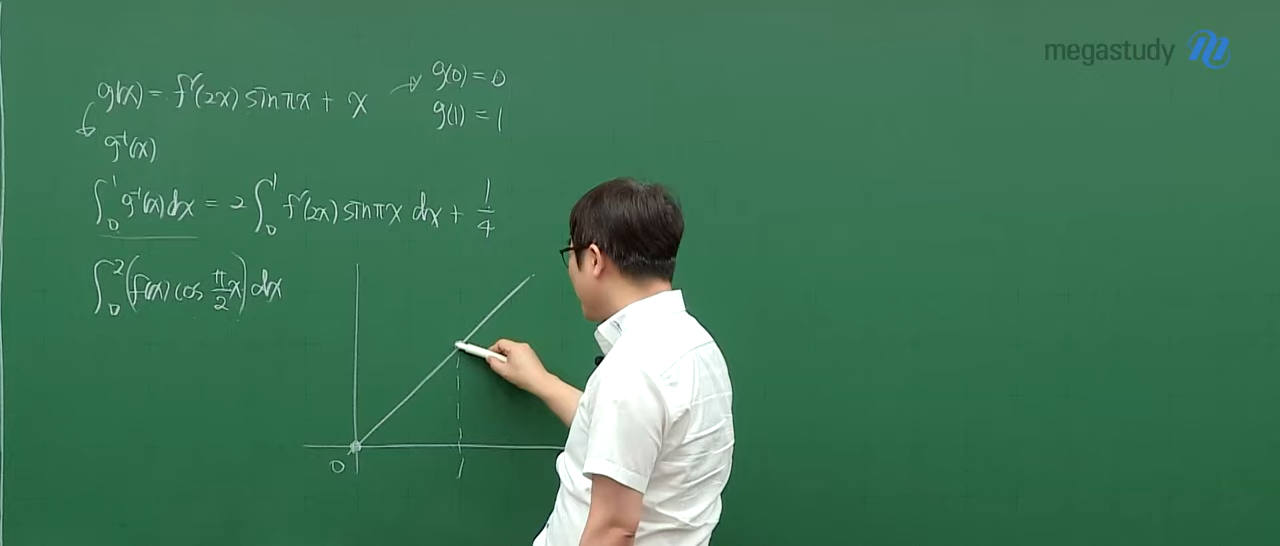 megastudy
g(x) = f'(2x) sin πx + x
g(0) = 0
g(1) = 1
g⁻¹(x)
∫₀¹ g⁻¹(x) dx = 2 ∫₀¹ f'(2x) sin πx dx + 1/4
∫₀² (f(x) cos π/2 x) dx
0
1